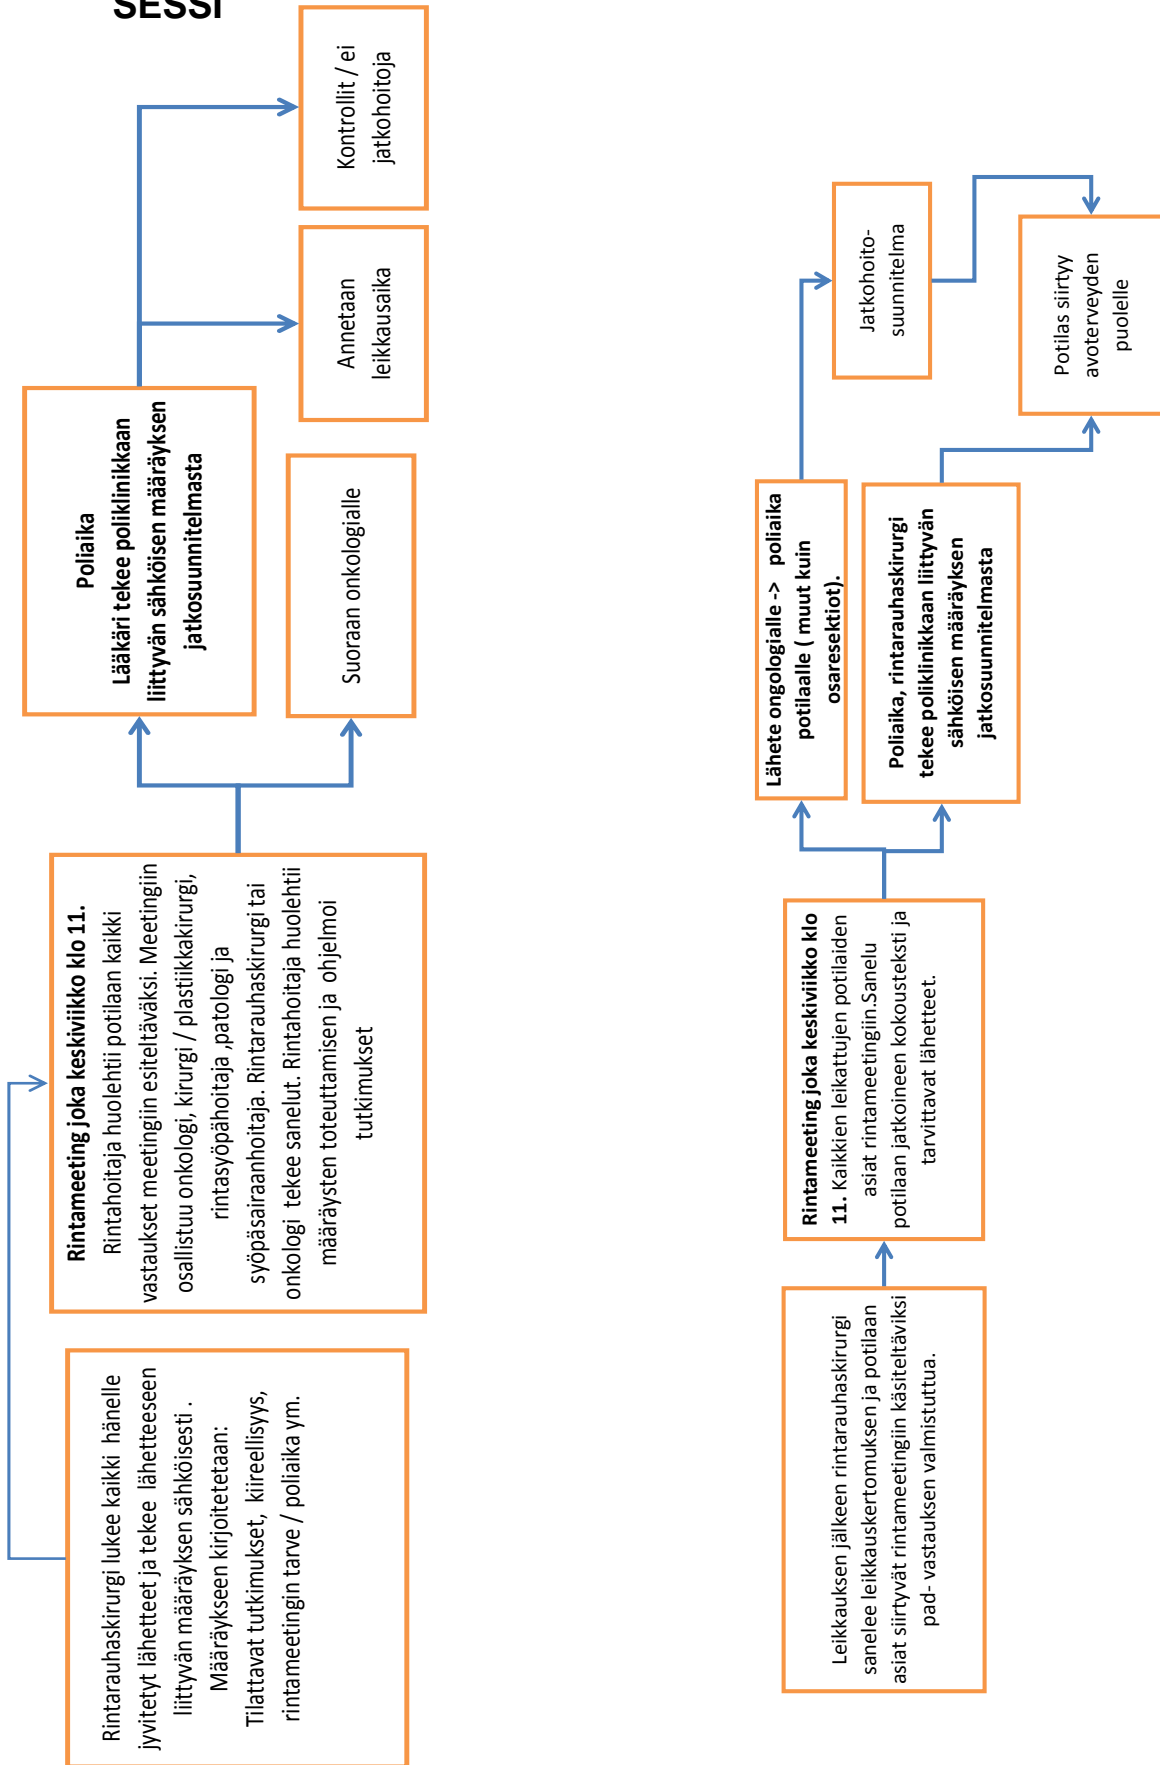 SESSI
Rintarauhaskirurgi lukee kaikki hänelle
jyvitetyt lähetteet ja tekee lähetteeseen
liittyvän määräyksen sähköisesti .
Määräykseen kirjoitetetaan:
Tilattavat tutkimukset, kiireellisyys,
rintameetingin tarve / poliaika ym.
Rintameeting joka keskiviikko klo 11.
Rintahoitaja huolehtii potilaan kaikki
vastaukset meetingiin esiteltäväksi. Meetingiin
osallistuu onkologi, kirurgi / plastiikkakirurgi,
rintasyöpähoitaja ,patologi ja
syöpäsairaanhoitaja. Rintarauhaskirurgi tai
onkologi tekee sanelut. Rintahoitaja huolehtii
määräysten toteuttamisen ja ohjelmoi
tutkimukset
Poliaika
Lääkäri tekee poliklinikkaan
liittyvän sähköisen määräyksen
jatkosuunnitelmasta
Suoraan onkologialle
Annetaan
leikkausaika
Kontrollit / ei
jatkohoitoja
Leikkauksen jälkeen rintarauhaskirurgi
sanelee leikkauskertomuksen ja potilaan
asiat siirtyvät rintameetingiin käsiteltäviksi
pad- vastauksen valmistuttua.
Rintameeting joka keskiviikko klo
11. Kaikkien leikattujen potilaiden
asiat rintameetingiin.Sanelu
potilaan jatkoineen kokousteksti ja
tarvittavat lähetteet.
Lähete ongologialle -> poliaika
potilaalle ( muut kuin
osaresektiot).
Poliaika, rintarauhaskirurgi
tekee poliklinikkaan liittyvän
sähköisen määräyksen
jatkosuunnitelmasta
Jatkohoito-
suunnitelma
Potilas siirtyy
avoterveyden
puolelle